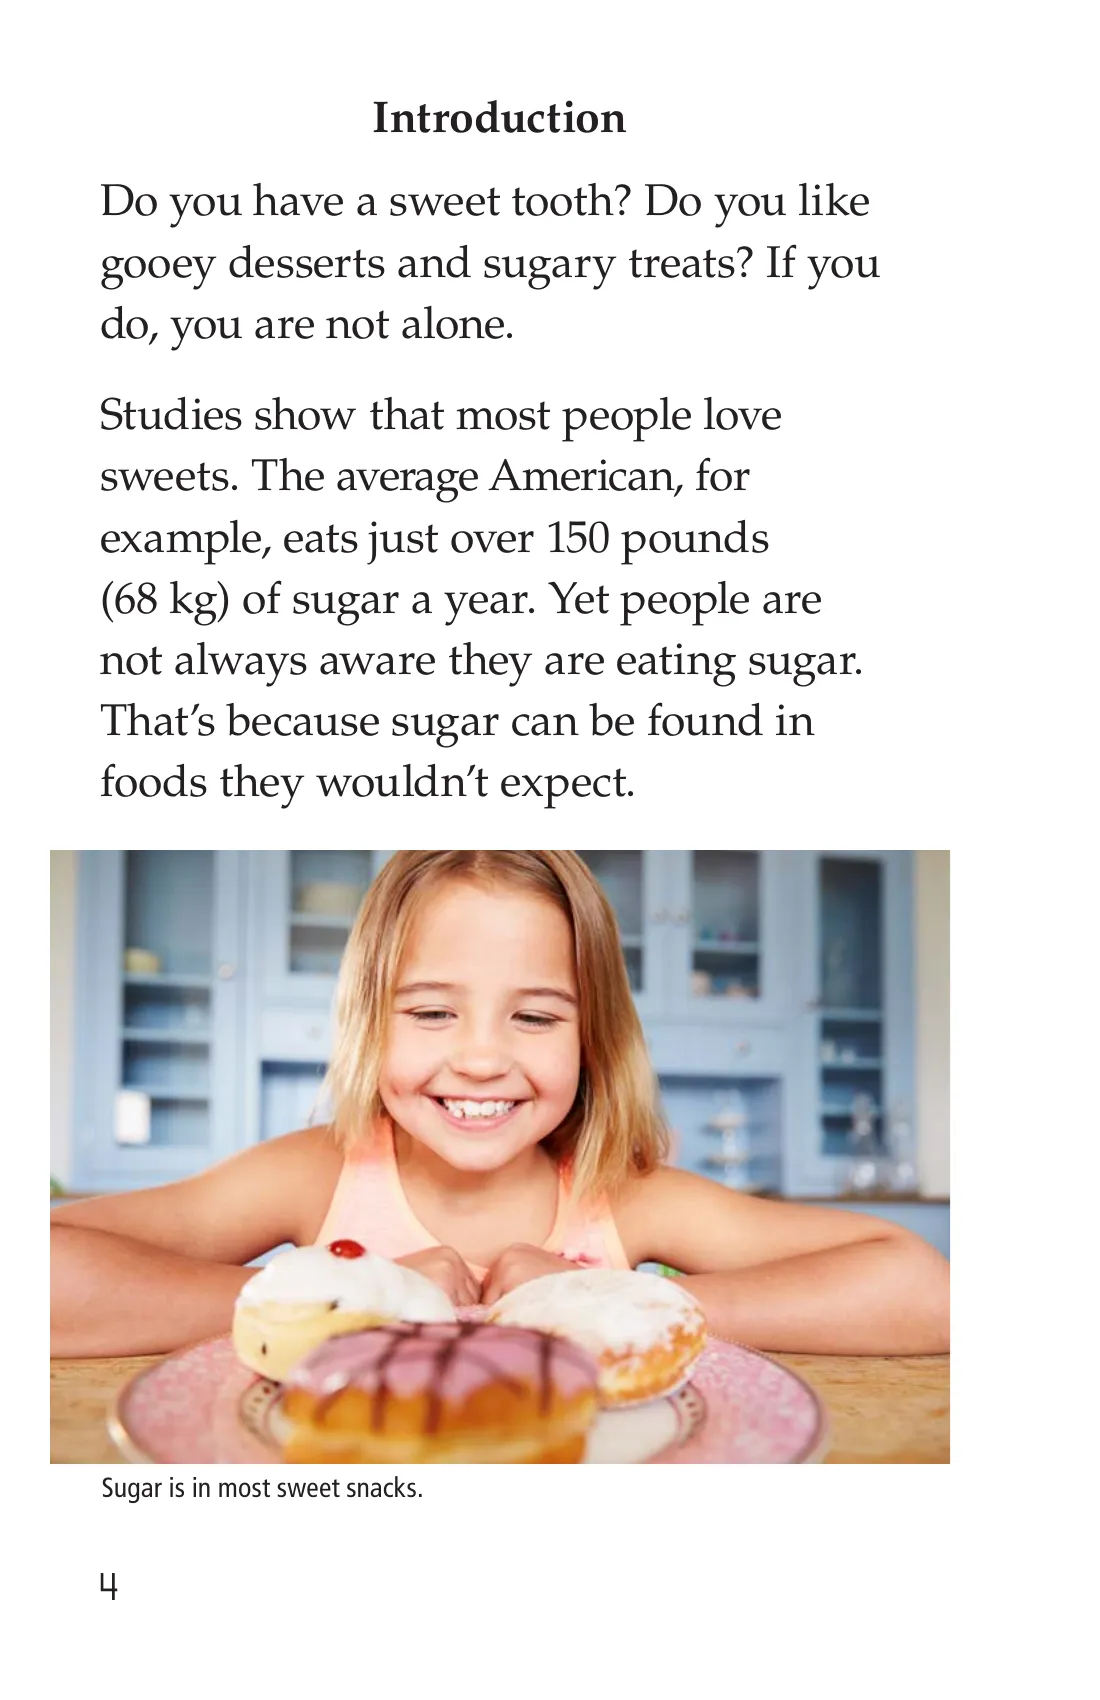 Introduction
Do you have a sweet tooth? Do you like
gooey desserts and sugary treats? If you
do, you are not alone.
Studies show that most people love
sweets. The average American, for
example, eats just over 150 pounds
(68 kg) of sugar a year. Yet people are
not always aware they are eating sugar.
That’s because sugar can be found in
foods they wouldn’t expect.
Sugar is in most sweet snacks.
4